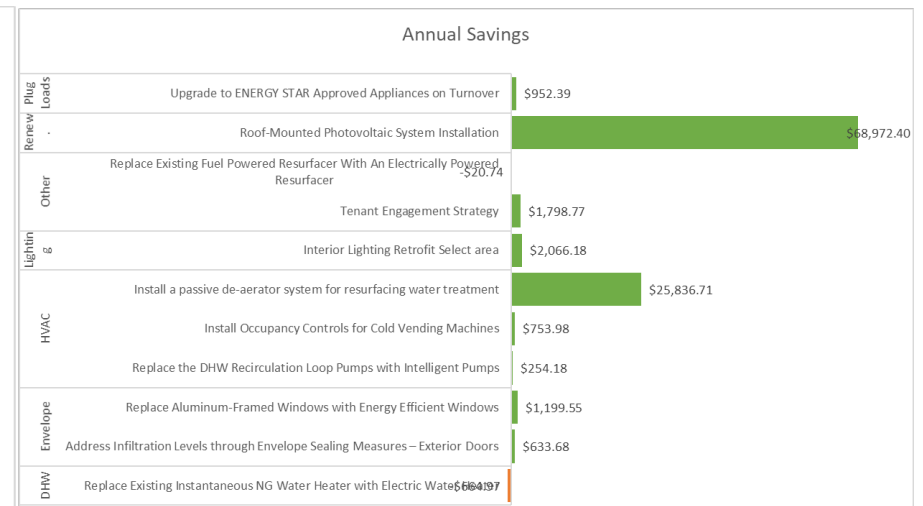 Annual Savings
Plug
Loads
Upgrade to ENERGY STAR Approved Appliances on Turnover
$952.39
Renew
.
Roof-Mounted Photovoltaic System Installation
$68,972.40
Other
Replace Existing Fuel Powered Resurfacer With An Electrically Powered
Resurfacer
-$20.74
Tenant Engagement Strategy
$1,798.77
Lightin
g
Interior Lighting Retrofit Select area
$2,066.18
HVAC
Install a passive de-aerator system for resurfacing water treatment
$25,836.71
Install Occupancy Controls for Cold Vending Machines
$753.98
Replace the DHW Recirculation Loop Pumps with Intelligent Pumps
$254.18
Envelope
Replace Aluminum-Framed Windows with Energy Efficient Windows
$1,199.55
Address Infiltration Levels through Envelope Sealing Measures – Exterior Doors
$633.68
DHW
Replace Existing Instantaneous NG Water Heater with Electric Water Heater